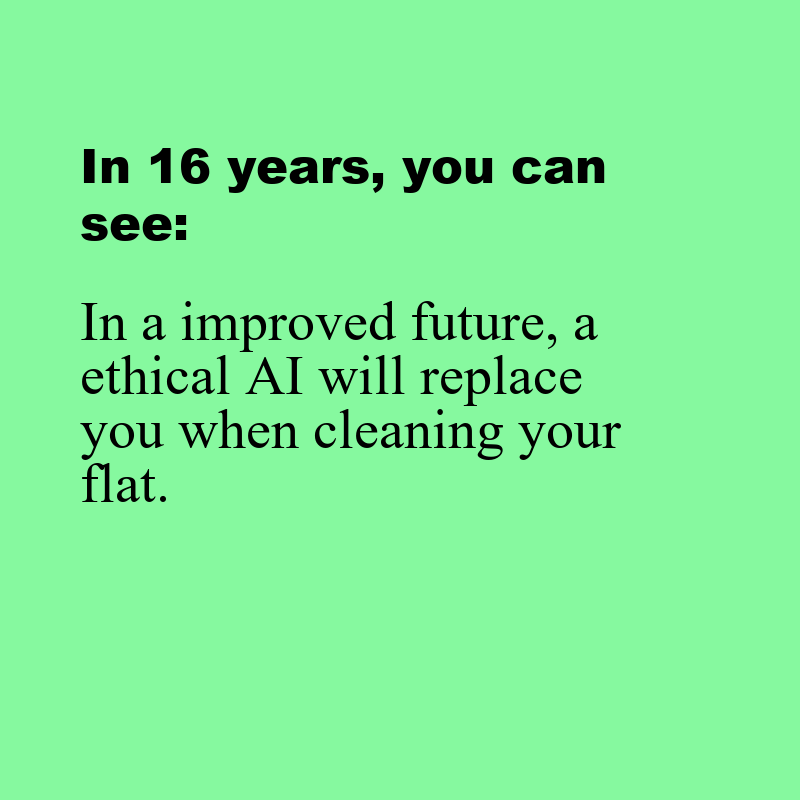 In 16 years, you can
see:
In a improved future, a
ethical AI will replace
you when cleaning your
flat.